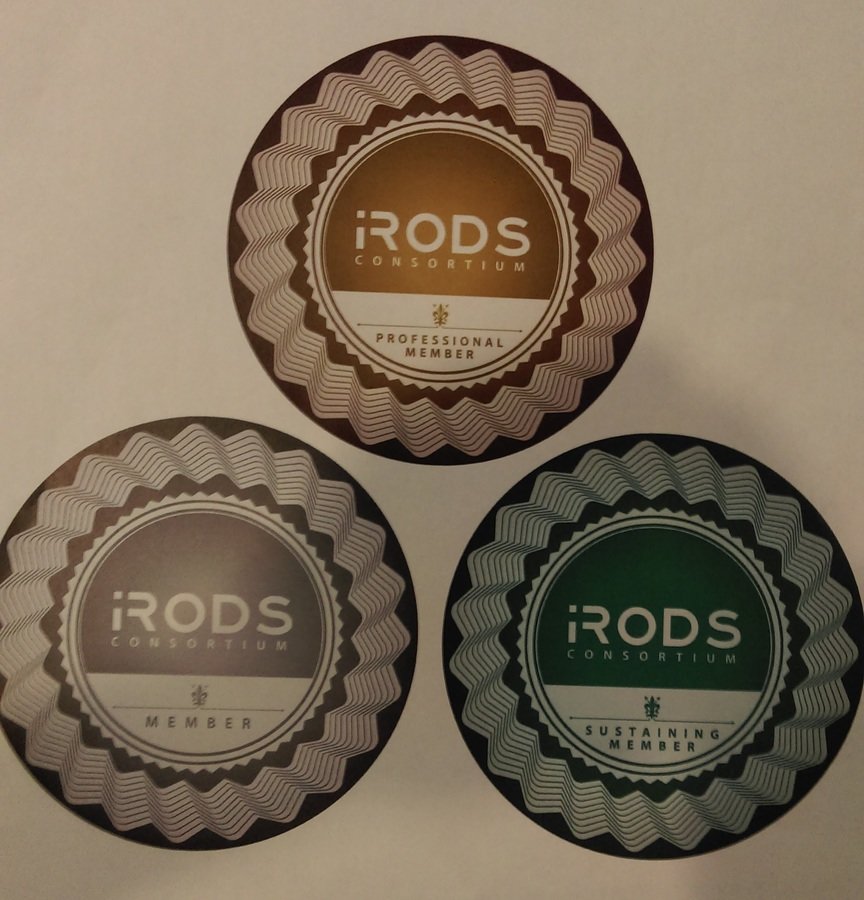 iRODS
CONSORTIUM
PROFESSIONAL
MEMBER
iRODS
CONSORTIUM
MEMBER
iRODS
CONSORTIUM
SUSTAINING
MEMBER